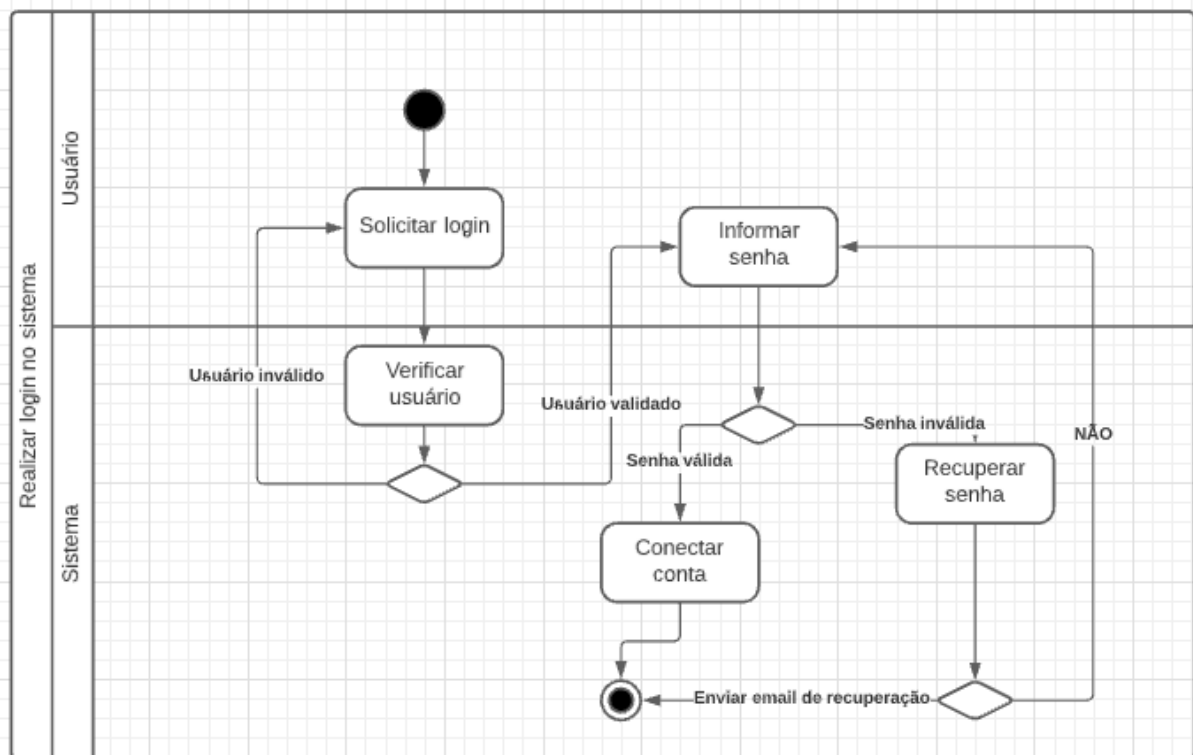 Realizar login no sistema
Usuário
Sistema
Solicitar login
Informar
senha
Verificar
usuário
Usuário inválido
Usuário validado
Senha inválida
NÃO
Senha válida
Recuperar
senha
Conectar
conta
Enviar email de recuperação